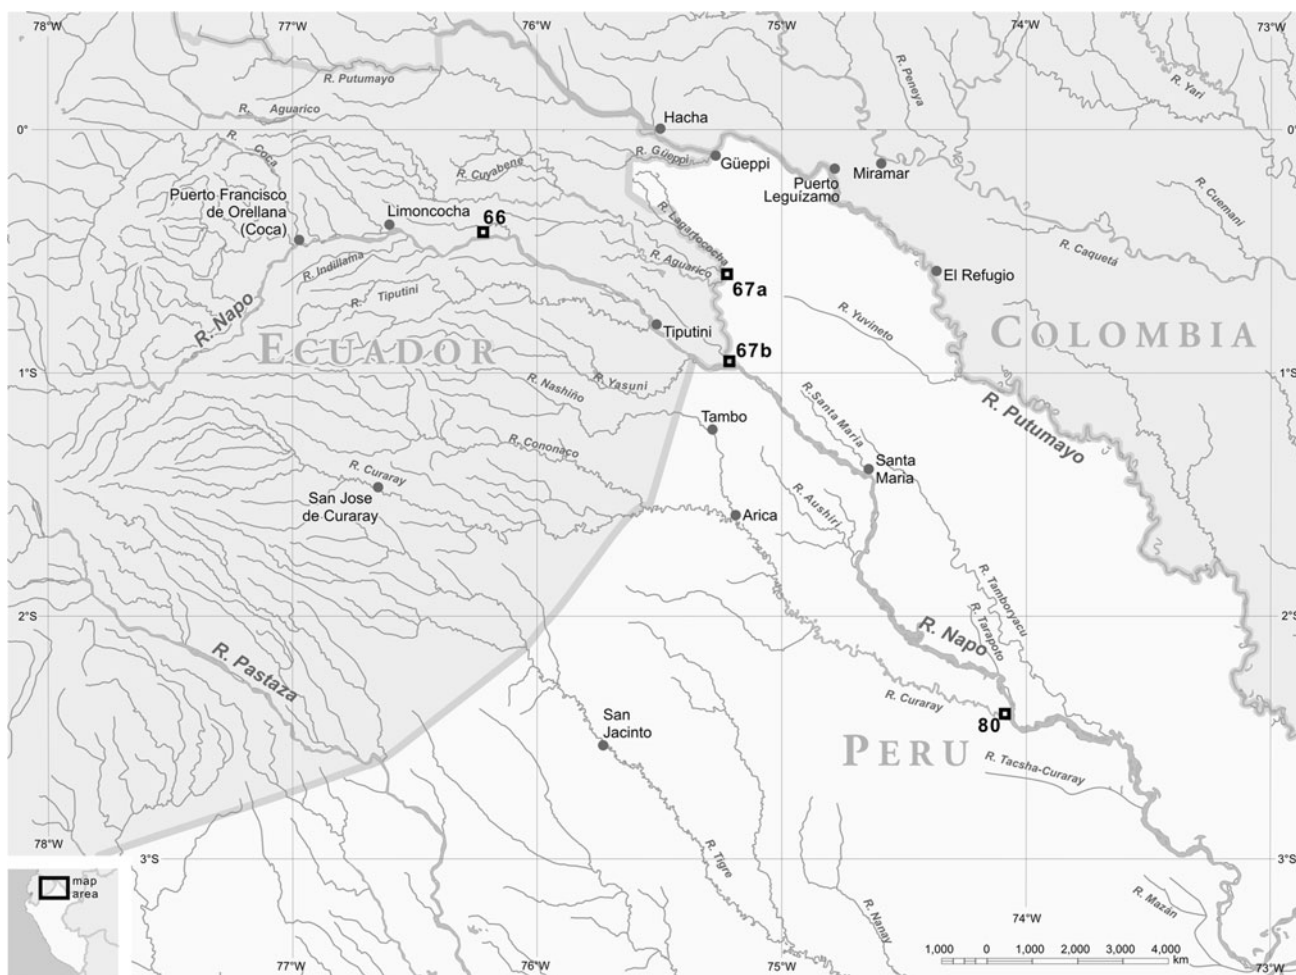 78°W
77°W
76°W
75°W
74°W
73°W
R. Putumayo
R. Peneya
R. Yari
R. Aguarico
Hacha
0°
0°
R. Coca
R. Güeppi
Güeppi
R. Cuyabene
Miramar
Puerto
Leguízamo
Puerto Francisco
de Orellana
(Coca)
Limoncocha
66
R. Lagartococha
R. Cuemani
R. Caquetá
R. Indillama
R. Aguarico
67a
El Refugio
R. Tiputini
R. Napo
Tiputini
R. Yuvineto
ECUADOR
COLOMBIA
67b
1°S
1°S
R. Nashiño
R. Yasuni
R. Santa Maria
R. Putumayo
Tambo
R. Cononaco
R. Curaray
Santa
Maria
San Jose
de Curaray
R. Aushiri
Arica
R. Tamboryacu
2°S
2°S
R. Tarapoto
R. Napo
R. Pastaza
R. Curaray
80
San
Jacinto
PERU
R. Tacsha-Curaray
78°W
3°S
3°S
R. Tigre
map
area
R. Mazán
R. Nanay
74°W
1,000 0 1,000 2,000 3,000 4,000
km
77°W
76°W
75°W
73°W